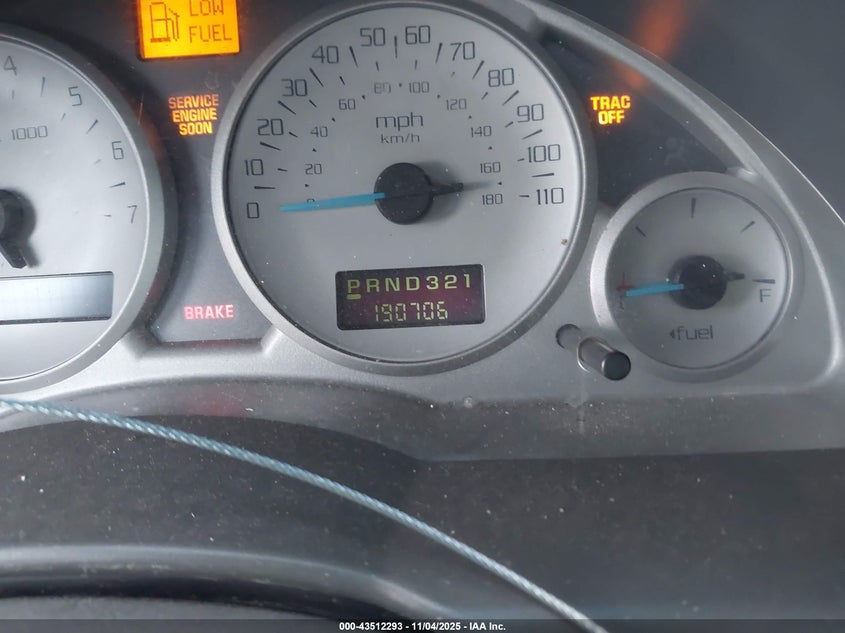 LOW
FUEL
SERVICE
ENGINE
SOON
TRAC
OFF
4
5
6
7
1000
0
10
20
30
40
50
60
70
80
90
100
110
20
40
60
80
100
120
140
160
180
mph
km/h
PRND321
190706
BRAKE
F
fuel
000-43512293 - 11/04/2025 - IAA Inc.